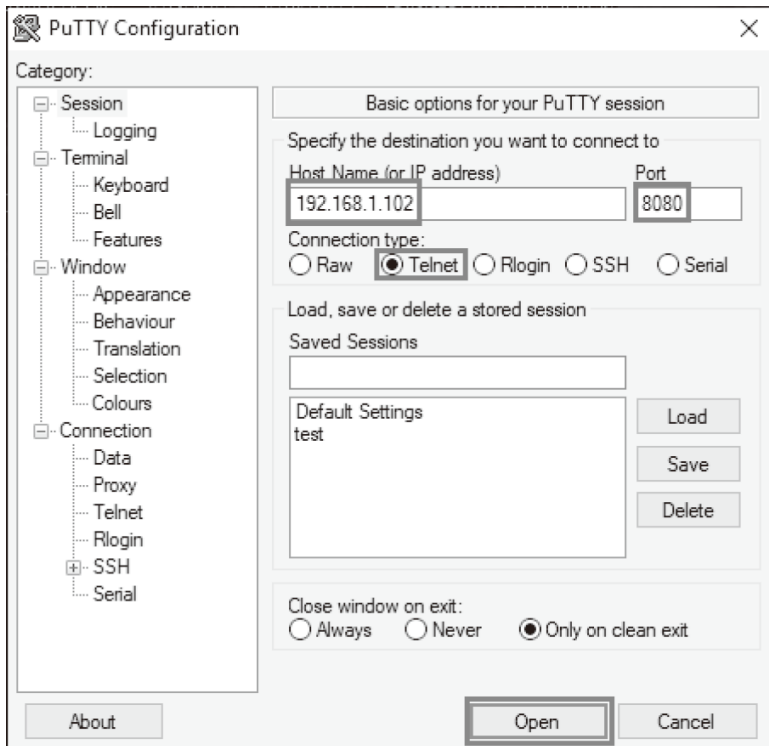 PuTTY Configuration
Category:
Session
Logging
Terminal
Keyboard
Bell
Features
Window
Appearance
Behaviour
Translation
Selection
Colours
Connection
Data
Proxy
Telnet
Rlogin
SSH
Serial
Basic options for your PuTTY session
Specify the destination you want to connect to
Host Name (or IP address) Port
192.168.1.102 8080
Connection type:
Raw Telnet Rlogin SSH Serial
Load, save or delete a stored session
Saved Sessions
Default Settings
test
Load
Save
Delete
Close window on exit:
Always Never Only on clean exit
About Open Cancel